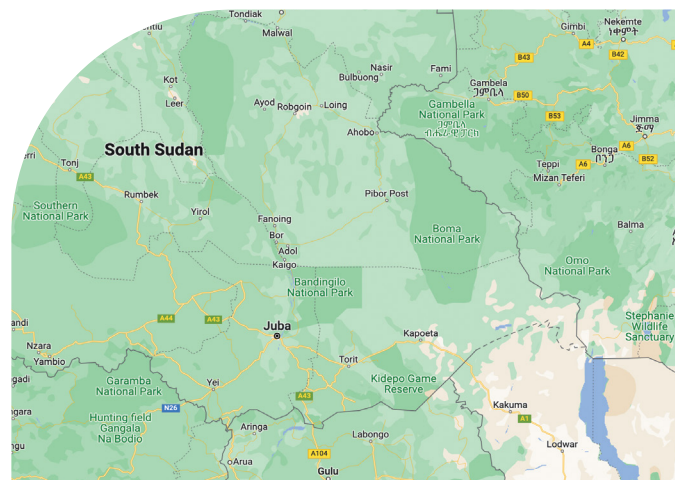 Tondiak
Malwal
Kot
Leer
Nasir
Bulbuong
Fami
Ayod
Robgoin
Loing
Ahobo
Gimbi
Nekemte
ነቀምት
A4
B43
B42
Gambela
ጋምቤላ
B50
Gambella
National Park
ጋምቤላ
ብሔራዊ ፓርክ
B53
Jimma
ጅማ
A6
Bonga
ቦንጋ
Teppi
A6
B52
Mizan Teferi
South Sudan
Tonj
A43
Rumbek
Southern
National Park
Yirol
Pibor Post
Fanoing
Bor
Adol
Kaigo
Boma
National Park
Balma
Omo
National Park
Bandingilo
National Park
Stephanie
Wildlife
Sanctuary
A44
A43
Juba
Kapoeta
Nzara
Yambio
Torit
Garamba
National Park
Yei
Kidepo Game
Reserve
A43
N26
Hunting field
Gangala
Na Bodio
Aringa
Kakuma
A1
Labongo
A104
Arua
Gulu
Lodwar